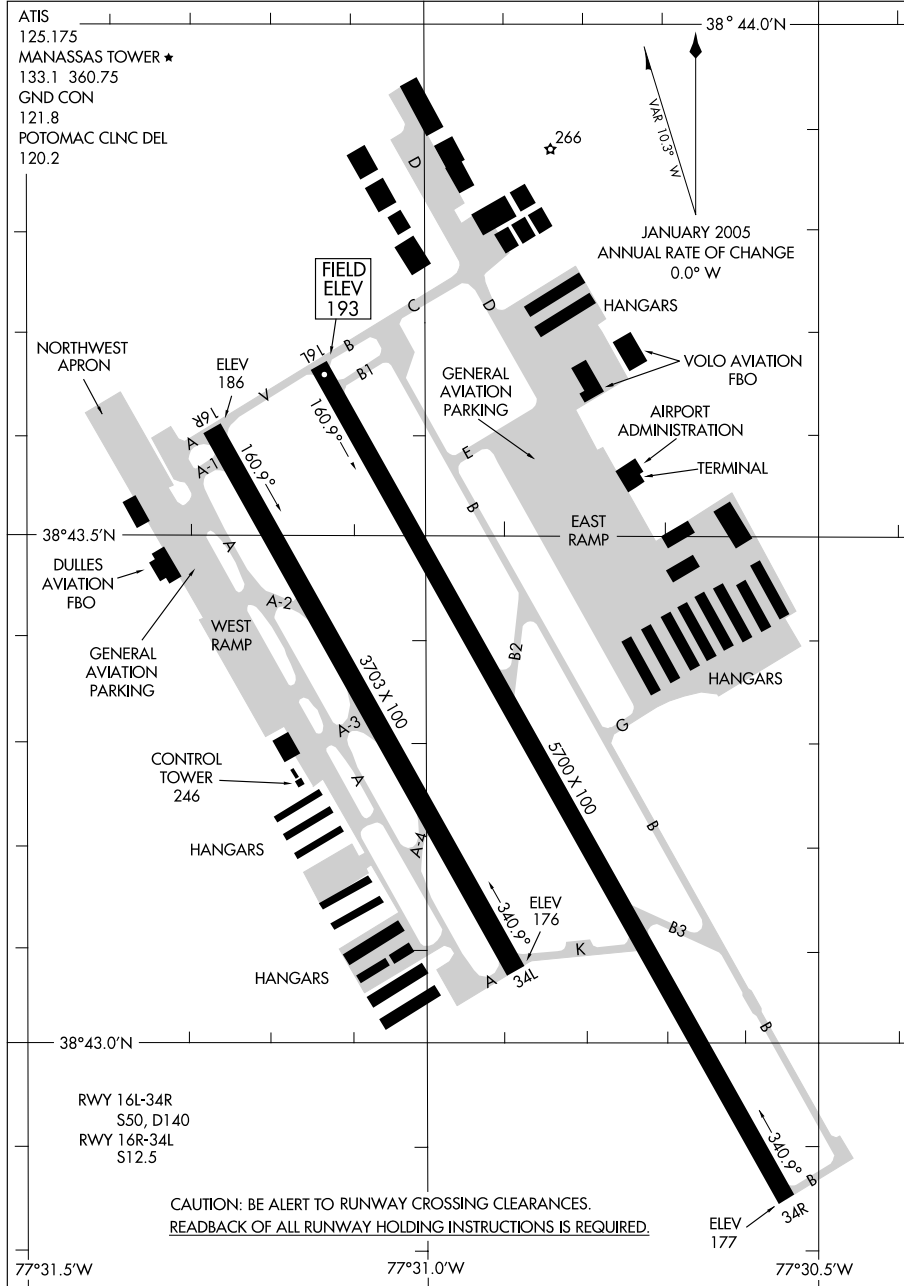 ATIS
125.175
MANASSAS TOWER ★
133.1 360.75
GND CON
121.8
POTOMAC CLNC DEL
120.2
38° 44.0'N
VAR 10.3° W
JANUARY 2005
ANNUAL RATE OF CHANGE
0.0° W
266
D
FIELD
ELEV
193
C
D
HANGARS
NORTHWEST
APRON
ELEV
186
16L
B
B1
V
VOLO AVIATION
FBO
GENERAL
AVIATION
PARKING
AIRPORT
ADMINISTRATION
TERMINAL
16R
A
A-1
160.9°
160.9°
E
B
EAST
RAMP
38°43.5'N
DULLES
AVIATION
FBO
A
A-2
WEST
RAMP
GENERAL
AVIATION
PARKING
B2
HANGARS
3703 X 100
A-3
G
CONTROL
TOWER
246
A
5700 X 100
B
HANGARS
A-4
340.9°
ELEV
176
K
B3
HANGARS
A
34L
B
38°43.0'N
RWY 16L-34R
S50, D140
RWY 16R-34L
S12.5
340.9°
B
34R
CAUTION: BE ALERT TO RUNWAY CROSSING CLEARANCES.
READBACK OF ALL RUNWAY HOLDING INSTRUCTIONS IS REQUIRED.
ELEV
177
77°31.5'W
77°31.0'W
77°30.5'W